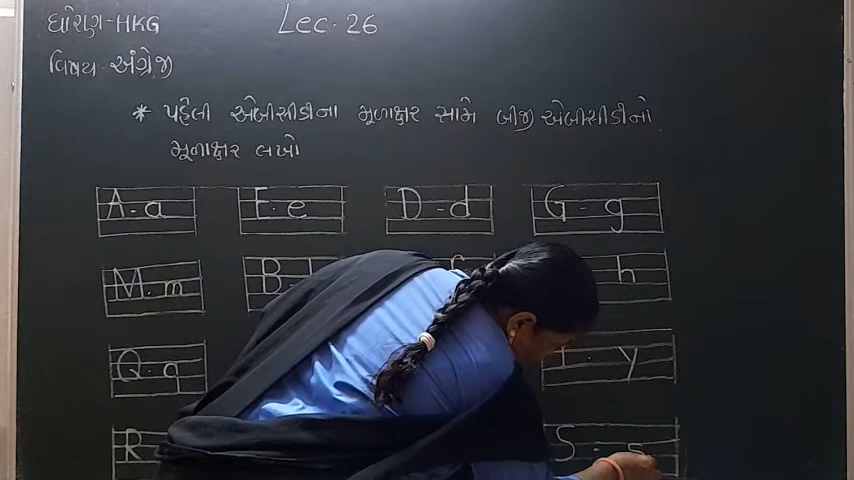 ધોરણ-HKG
Lec. 26
વિષય-અંગ્રેજી
* પહેલી એબીસીડીના મૂળાક્ષર સામે બીજી એબીસીડીનો
મૂળાક્ષર લખો
A-a E-e D-d G-g
M-m B- h
Q-q y
R S-s